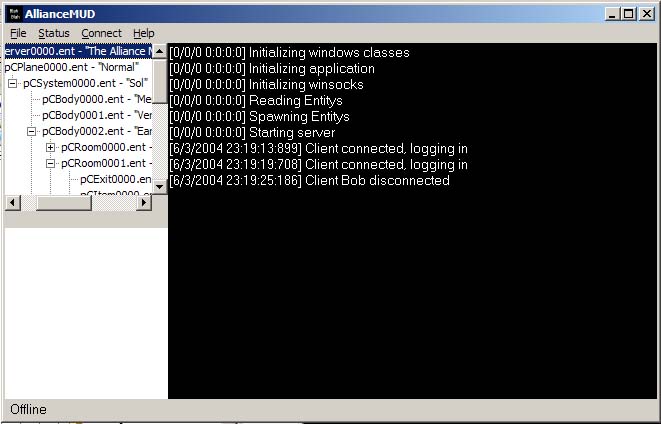 Blah
Blah
AllianceMUD
File Status Connect Help
erver0000.ent - "The Alliance M
pCPlane0000.ent - "Normal"
pCSystem0000.ent - "Sol"
pCBody0000.ent - "Me
pCBody0001.ent - "Ver
pCBody0002.ent - "Ear
pCRoom0000.ent -
pCRoom0001.ent -
pCExit0000.en
pCItem0000.en
[0/0/0 0:0:0:0] Initializing windows classes
[0/0/0 0:0:0:0] Initializing application
[0/0/0 0:0:0:0] Initializing winsocks
[0/0/0 0:0:0:0] Reading Entitys
[0/0/0 0:0:0:0] Spawning Entitys
[0/0/0 0:0:0:0] Starting server
[6/3/2004 23:19:13:899] Client connected, logging in
[6/3/2004 23:19:19:708] Client connected, logging in
[6/3/2004 23:19:25:186] Client Bob disconnected
Offline